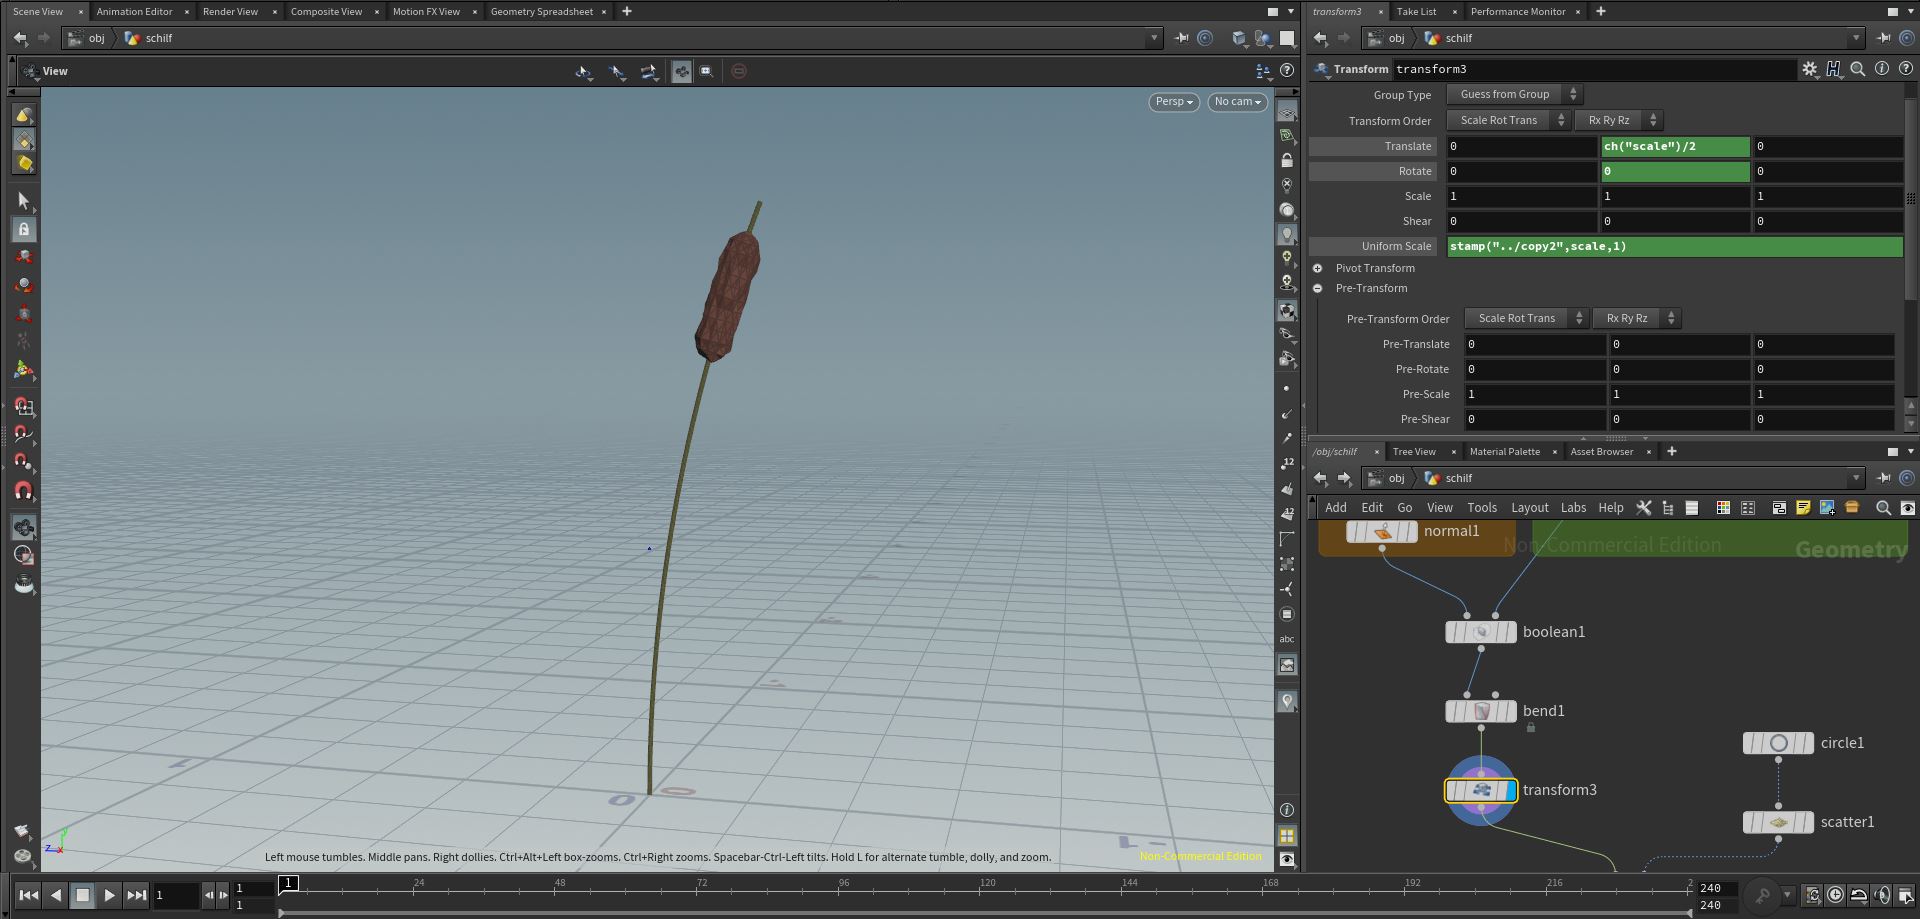 Scene View
Animation Editor
Render View
Composite View
Motion FX View
Geometry Spreadsheet
obj
schilf
View
Persp
No cam
12
12
abc
Left mouse tumbles. Middle pans. Right dollies. Ctrl+Alt+Left box-zooms. Ctrl+Right zooms. Spacebar-Ctrl-Left tilts. Hold L for alternate tumble, dolly, and zoom.
Non-Commercial Edition
y
z
x
0
transform3
Take List
Performance Monitor
obj
schilf
Transform transform3
Group Type Guess from Group
Transform Order Scale Rot Trans Rx Ry Rz
Translate 0 ch("scale")/2 0
Rotate 0 0 0
Scale 1 1 1
Shear 0 0 0
Uniform Scale stamp("../copy2",scale,1)
Pivot Transform
Pre-Transform
Pre-Transform Order Scale Rot Trans Rx Ry Rz
Pre-Translate 0 0 0
Pre-Rotate 0 0 0
Pre-Scale 1 1 1
Pre-Shear 0 0 0
/obj/schilf
Tree View
Material Palette
Asset Browser
obj
schilf
Add Edit Go View Tools Layout Labs Help
normal1
Non-Commercial Edition
Geometry
boolean1
bend1
transform3
circle1
scatter1
1
1
1
1
24 48 72 96 120 144 168 192 216 2
240
240